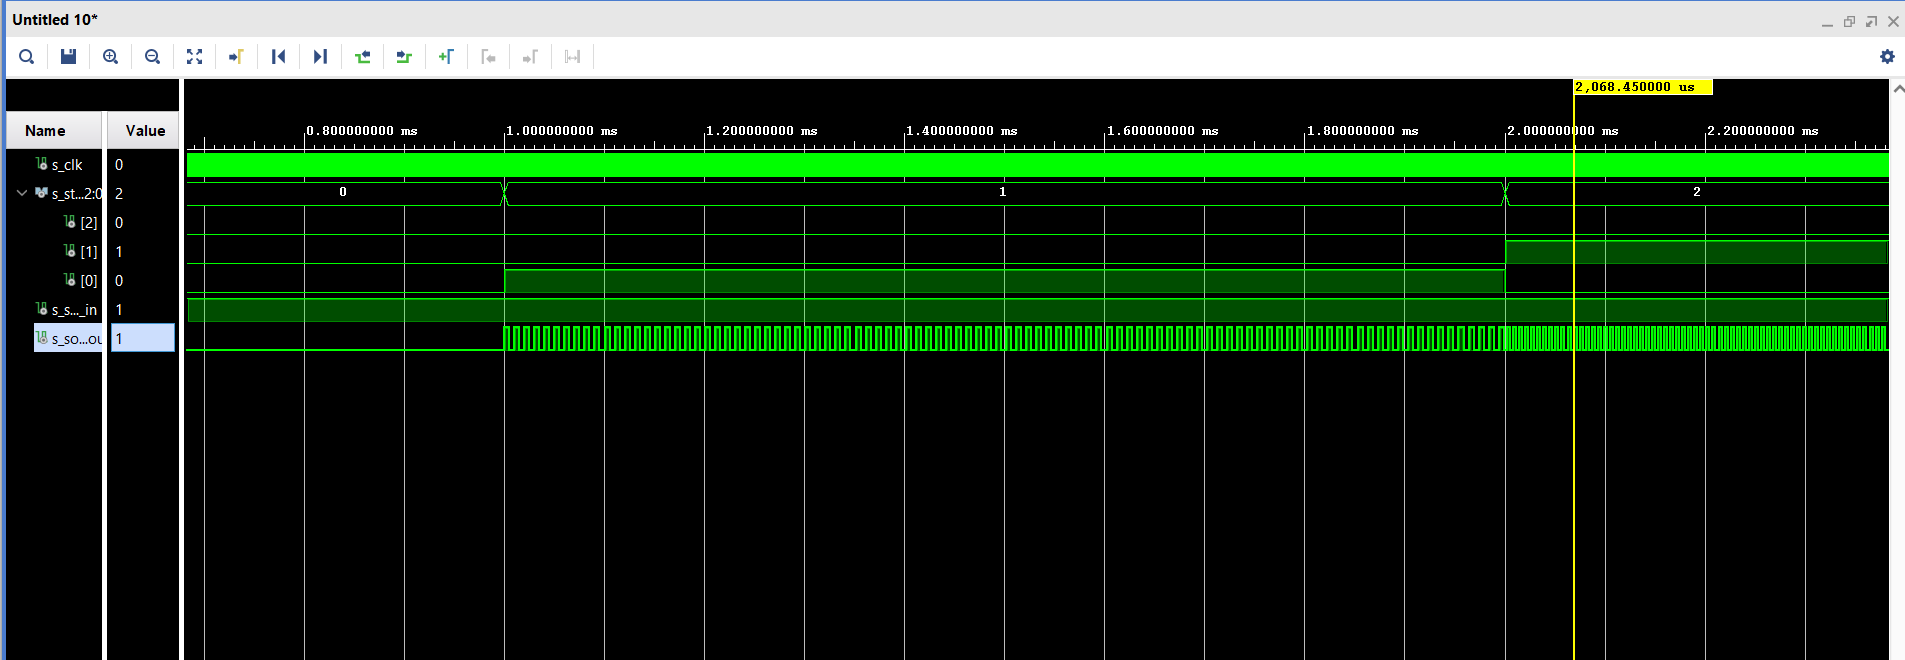 Untitled 10*
2,068.450000 us
Name Value
0.800000000 ms 1.000000000 ms 1.200000000 ms 1.400000000 ms 1.600000000 ms 1.800000000 ms 2.000000000 ms 2.200000000 ms
s_clk 0
s_st...2:0 2 0 1 2
[2] 0
[1] 1
[0] 0
s_s..._in 1
s_so...ou 1